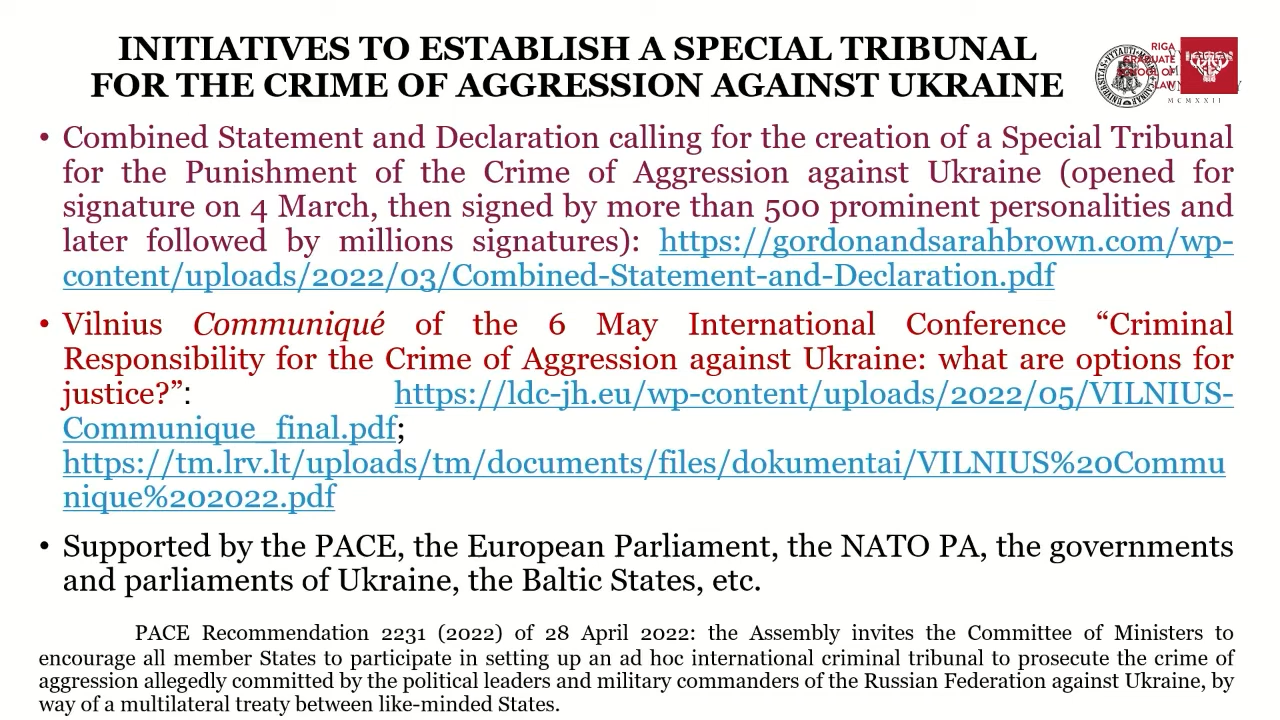 INITIATIVES TO ESTABLISH A SPECIAL TRIBUNAL
FOR THE CRIME OF AGGRESSION AGAINST UKRAINE
RIGA
GRADUATE
SCHOOL OF
LAW
MCMXXII
• Combined Statement and Declaration calling for the creation of a Special Tribunal
for the Punishment of the Crime of Aggression against Ukraine (opened for
signature on 4 March, then signed by more than 500 prominent personalities and
later followed by millions signatures): https://gordonandsarahbrown.com/wp-
content/uploads/2022/03/Combined-Statement-and-Declaration.pdf
• Vilnius Communiqué of the 6 May International Conference “Criminal
Responsibility for the Crime of Aggression against Ukraine: what are options for
justice?”: https://ldc-jh.eu/wp-content/uploads/2022/05/VILNIUS-
Communique_final.pdf;
https://tm.lrv.lt/uploads/tm/documents/files/dokumentai/VILNIUS%20Commu
nique%202022.pdf
• Supported by the PACE, the European Parliament, the NATO PA, the governments
and parliaments of Ukraine, the Baltic States, etc.
PACE Recommendation 2231 (2022) of 28 April 2022: the Assembly invites the Committee of Ministers to
encourage all member States to participate in setting up an ad hoc international criminal tribunal to prosecute the crime of
aggression allegedly committed by the political leaders and military commanders of the Russian Federation against Ukraine, by
way of a multilateral treaty between like-minded States.